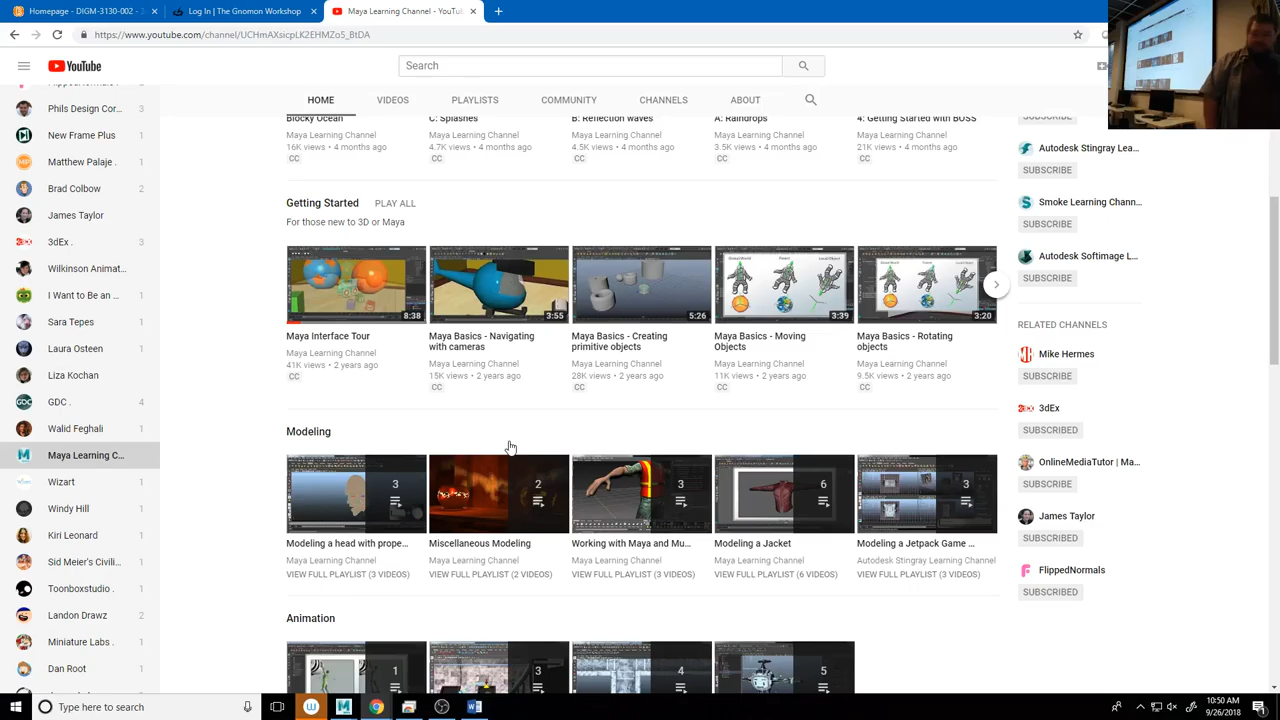 Homepage - DIGM-3130-002 - 3
Log In | The Gnomon Workshop
Maya Learning Channel - YouTub
https://www.youtube.com/channel/UCHmAXsicpLK2EHMZo5_BtDA
YouTube
Search
HOME
VIDEOS
PLAYLISTS
COMMUNITY
CHANNELS
ABOUT
Phils Design Cor... 3
New Frame Plus 1
Matthew Palaje . 1
Brad Colbow 2
James Taylor
3dEx . 3
Wilkinson Animat...
I Want to Be an ... 1
Sara Tepes 1
Laura Osteen 1
Liza Kochan
GDC . 4
Walid Feghali 1
Maya Learning C...
Wizart 1
Windy Hill 1
Kiri Leonard 1
Sid Meier's Civili... 1
Toonboxstudio . 1
Landon Drawz 2
Miniature Labs . 1
Dan Root 1
Blocky Ocean
Maya Learning Channel
16K views • 4 months ago
CC
C: Splashes
Maya Learning Channel
4.7K views • 4 months ago
CC
B: Reflection waves
Maya Learning Channel
4.5K views • 4 months ago
CC
A: Raindrops
Maya Learning Channel
3.5K views • 4 months ago
CC
4: Getting Started with BOSS
Maya Learning Channel
21K views • 4 months ago
CC
Getting Started PLAY ALL
For those new to 3D or Maya
8:38
Maya Interface Tour
Maya Learning Channel
41K views • 2 years ago
CC
3:55
Maya Basics - Navigating
with cameras
Maya Learning Channel
15K views • 2 years ago
CC
5:26
Maya Basics - Creating
primitive objects
Maya Learning Channel
28K views • 2 years ago
CC
3:39
Maya Basics - Moving
Objects
Maya Learning Channel
11K views • 2 years ago
CC
3:20
Maya Basics - Rotating
objects
Maya Learning Channel
9.5K views • 2 years ago
CC
Modeling
3
Modeling a head with prope...
Maya Learning Channel
VIEW FULL PLAYLIST (3 VIDEOS)
2
Miscellaneous Modeling
Maya Learning Channel
VIEW FULL PLAYLIST (2 VIDEOS)
3
Working with Maya and Mu...
Maya Learning Channel
VIEW FULL PLAYLIST (3 VIDEOS)
6
Modeling a Jacket
Maya Learning Channel
VIEW FULL PLAYLIST (6 VIDEOS)
3
Modeling a Jetpack Game ...
Autodesk Stingray Learning Channel
VIEW FULL PLAYLIST (3 VIDEOS)
Animation
1
3
4
5
SUBSCRIBE
Autodesk Stingray Lea...
SUBSCRIBE
Smoke Learning Chann...
SUBSCRIBE
Autodesk Softimage L...
SUBSCRIBE
RELATED CHANNELS
Mike Hermes
SUBSCRIBE
3dEx
SUBSCRIBED
OnlineMediaTutor | Ma...
SUBSCRIBE
James Taylor
SUBSCRIBED
FlippedNormals
SUBSCRIBED
Type here to search
10:50 AM
9/26/2018